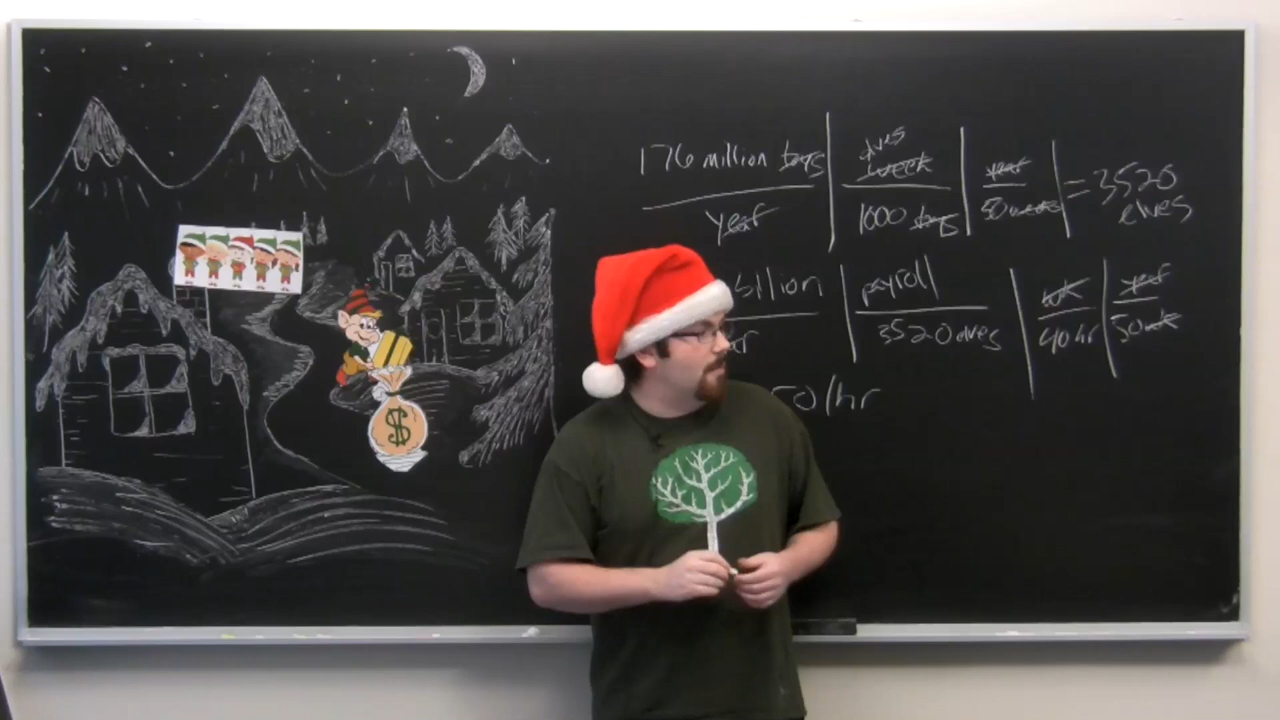 176 million toys | elves week | year = 3520 elves
year | 1000 toys | 50 weeks
billion | payroll | wk | year
3520 elves | 40 hr | 50 wk
50/hr
$